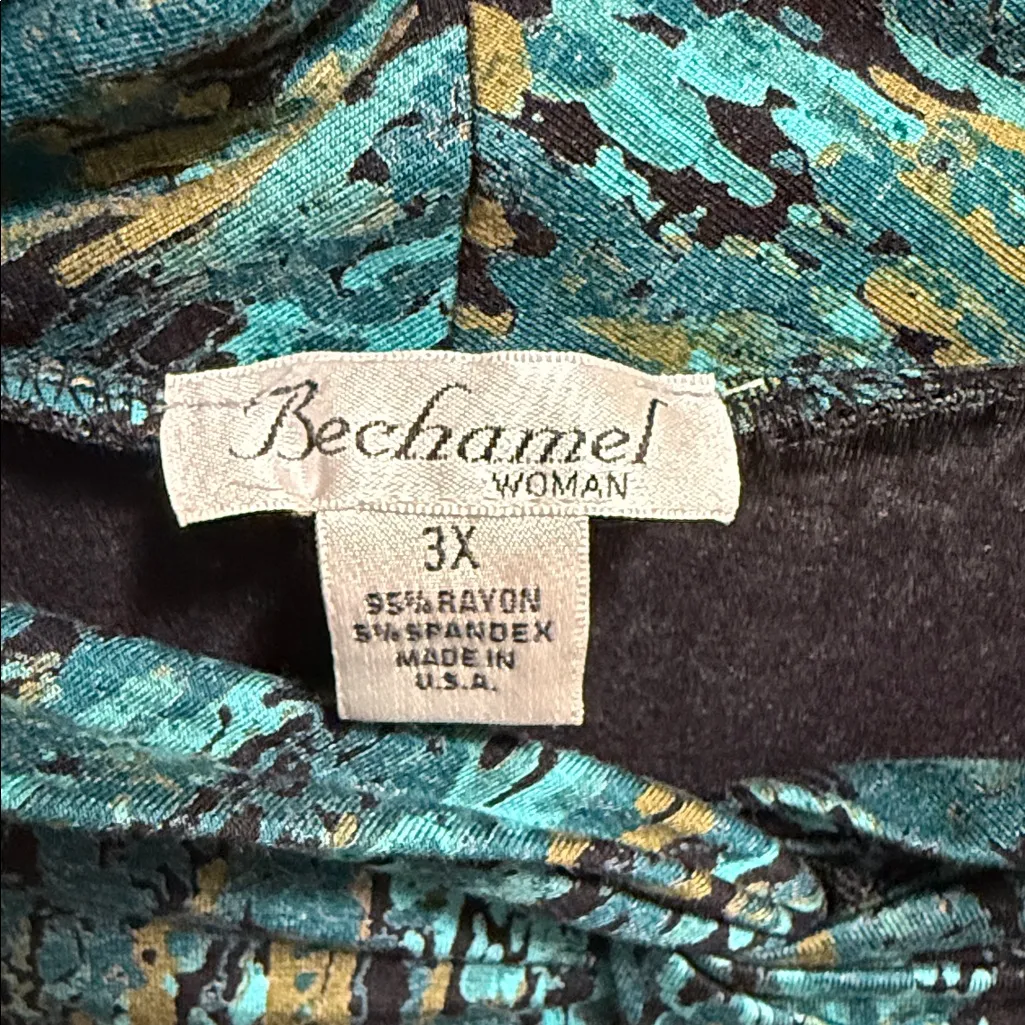 Bechamel
WOMAN
3X
95% RAYON
5% SPANDEX
MADE IN
U.S.A.